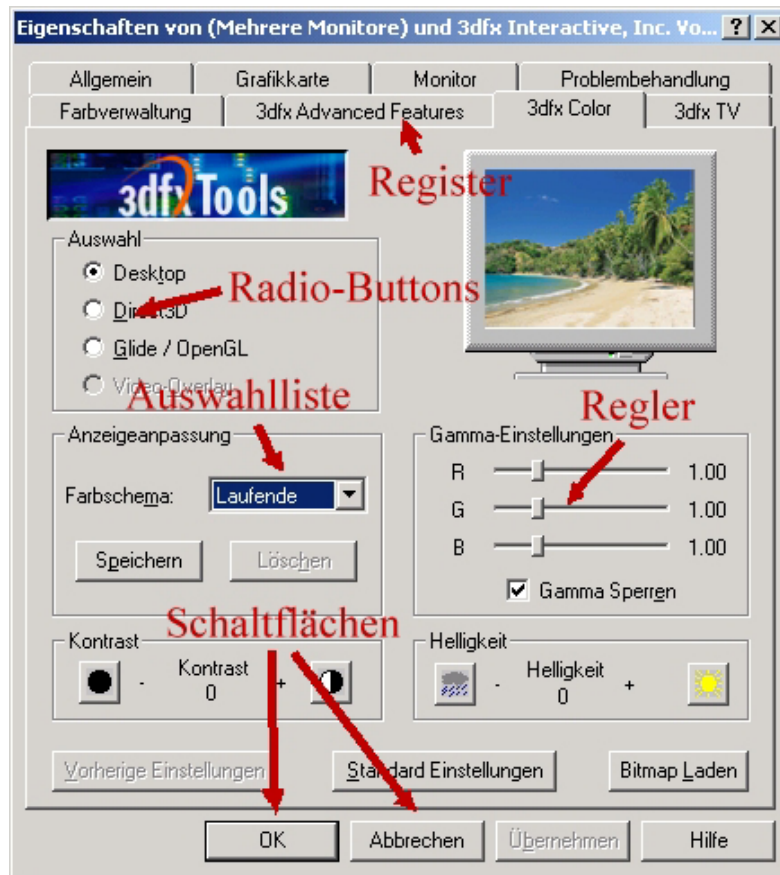 Eigenschaften von (Mehrere Monitore) und 3dfx Interactive, Inc. Vo...
Allgemein
Grafikkarte
Monitor
Problembehandlung
Farbverwaltung
3dfx Advanced Features
3dfx Color
3dfx TV
Register
3dfx Tools
Auswahl
Desktop
Radio-Buttons
Direct3D
Glide / OpenGL
Video-Overlay
Auswahlliste
Regler
Anzeigeanpassung
Farbschema:
Laufende
Speichern
Löschen
Gamma-Einstellungen
R 1.00
G 1.00
B 1.00
Gamma Sperren
Schaltflächen
Kontrast
- Kontrast +
0
Helligkeit
- Helligkeit +
0
Vorherige Einstellungen
Standard Einstellungen
Bitmap Laden
OK
Abbrechen
Übernehmen
Hilfe